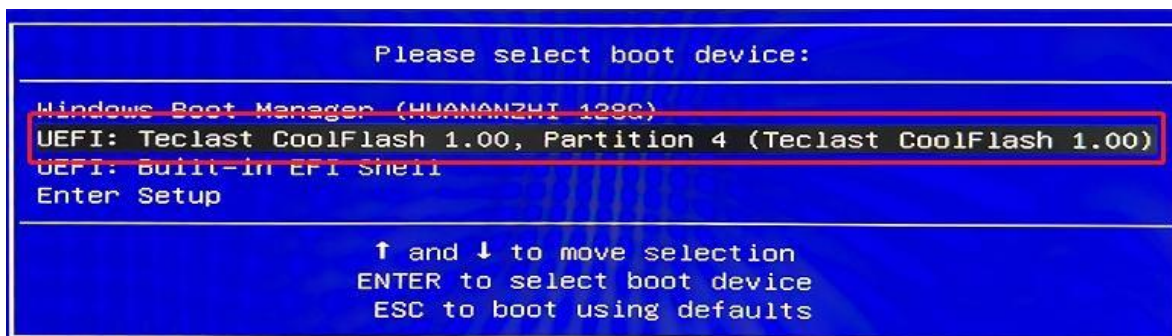 Please select boot device:
Windows Boot Manager (HUANANZHI 128G)
UEFI: Teclast CoolFlash 1.00, Partition 4 (Teclast CoolFlash 1.00)
UEFI: Built-in EFI Shell
Enter Setup
↑ and ↓ to move selection
ENTER to select boot device
ESC to boot using defaults